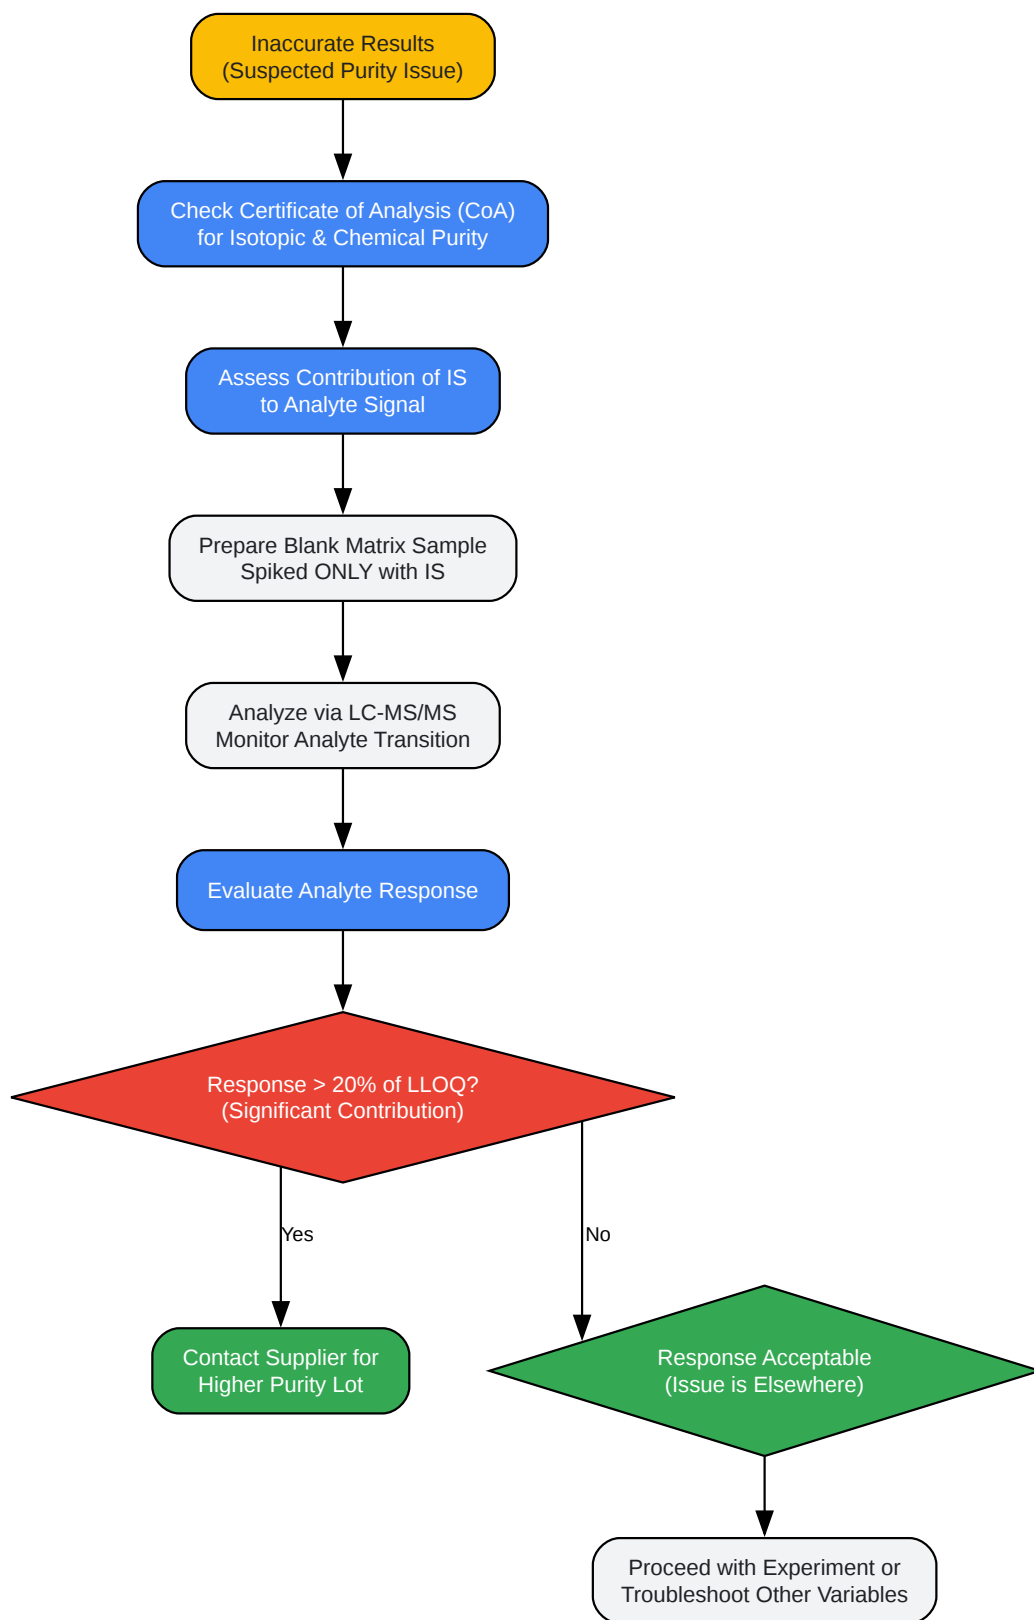 Inaccurate Results
(Suspected Purity Issue)
Check Certificate of Analysis (CoA)
for Isotopic & Chemical Purity
Assess Contribution of IS
to Analyte Signal
Prepare Blank Matrix Sample
Spiked ONLY with IS
Analyze via LC-MS/MS
Monitor Analyte Transition
Evaluate Analyte Response
Response > 20% of LLOQ?
(Significant Contribution)
Yes
No
Contact Supplier for
Higher Purity Lot
Response Acceptable
(Issue is Elsewhere)
Proceed with Experiment or
Troubleshoot Other Variables